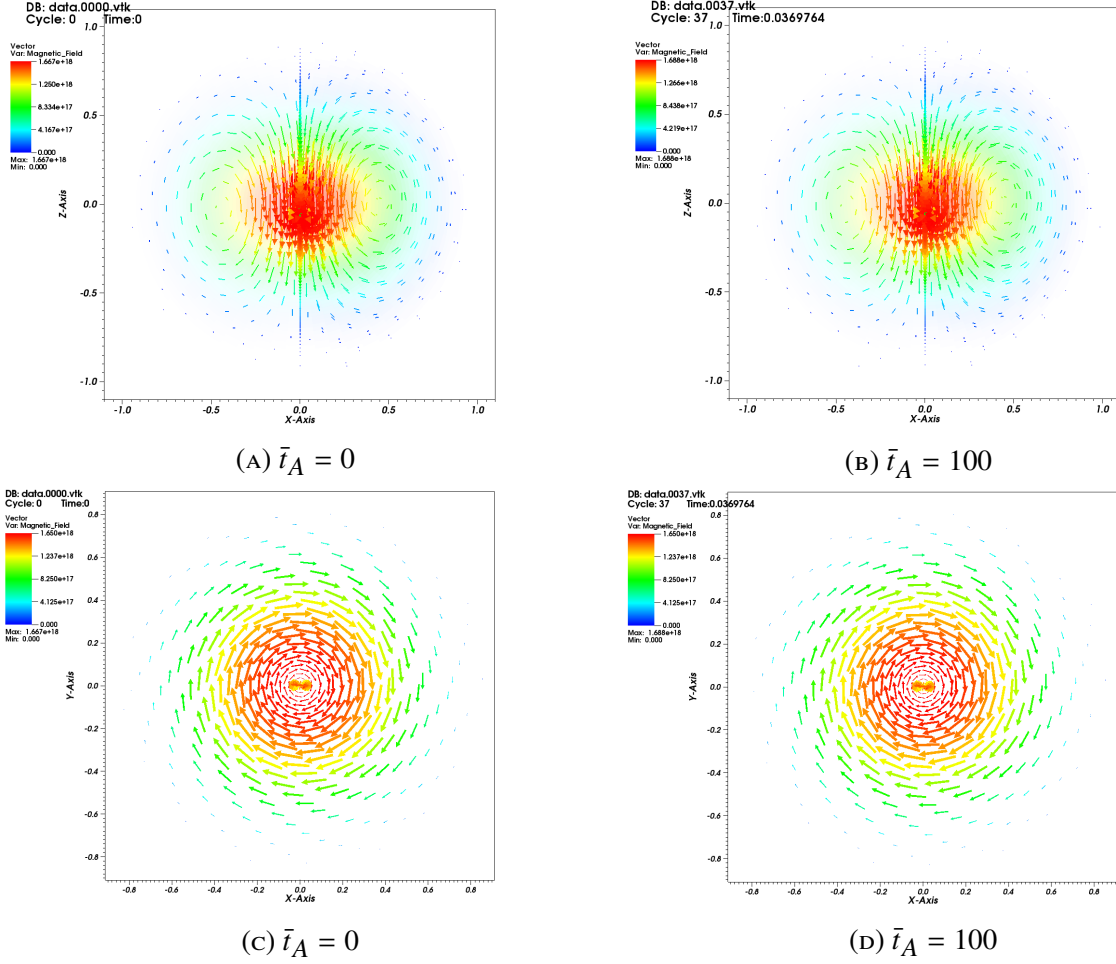 DB: data.0000.vtk
Cycle: 0 Time:0
Vector
Var: Magnetic_Field
1.667e+18
1.250e+18
8.334e+17
4.167e+17
0.000
Max: 1.667e+18
Min: 0.000
1.0
0.5
0.0
-0.5
-1.0
Z-Axis
-1.0 -0.5 0.0 0.5 1.0
X-Axis
(A) t̄_A = 0
DB: data.0037.vtk
Cycle: 37 Time:0.0369764
Vector
Var: Magnetic_Field
1.688e+18
1.266e+18
8.438e+17
4.219e+17
0.000
Max: 1.688e+18
Min: 0.000
1.0
0.5
0.0
-0.5
-1.0
Z-Axis
-1.0 -0.5 0.0 0.5 1.0
X-Axis
(B) t̄_A = 100
DB: data.0000.vtk
Cycle: 0 Time:0
Vector
Var: Magnetic_Field
1.650e+18
1.237e+18
8.250e+17
4.125e+17
0.000
Max: 1.667e+18
Min: 0.000
0.8
0.6
0.4
0.2
0.0
-0.2
-0.4
-0.6
-0.8
Y-Axis
-0.8 -0.6 -0.4 -0.2 0.0 0.2 0.4 0.6 0.8
X-Axis
(C) t̄_A = 0
DB: data.0037.vtk
Cycle: 37 Time:0.0369764
Vector
Var: Magnetic_Field
1.650e+18
1.237e+18
8.250e+17
4.125e+17
0.000
Max: 1.688e+18
Min: 0.000
0.8
0.6
0.4
0.2
0.0
-0.2
-0.4
-0.6
-0.8
Y-Axis
-0.8 -0.6 -0.4 -0.2 0.0 0.2 0.4 0.6 0.8
X-Axis
(D) t̄_A = 100